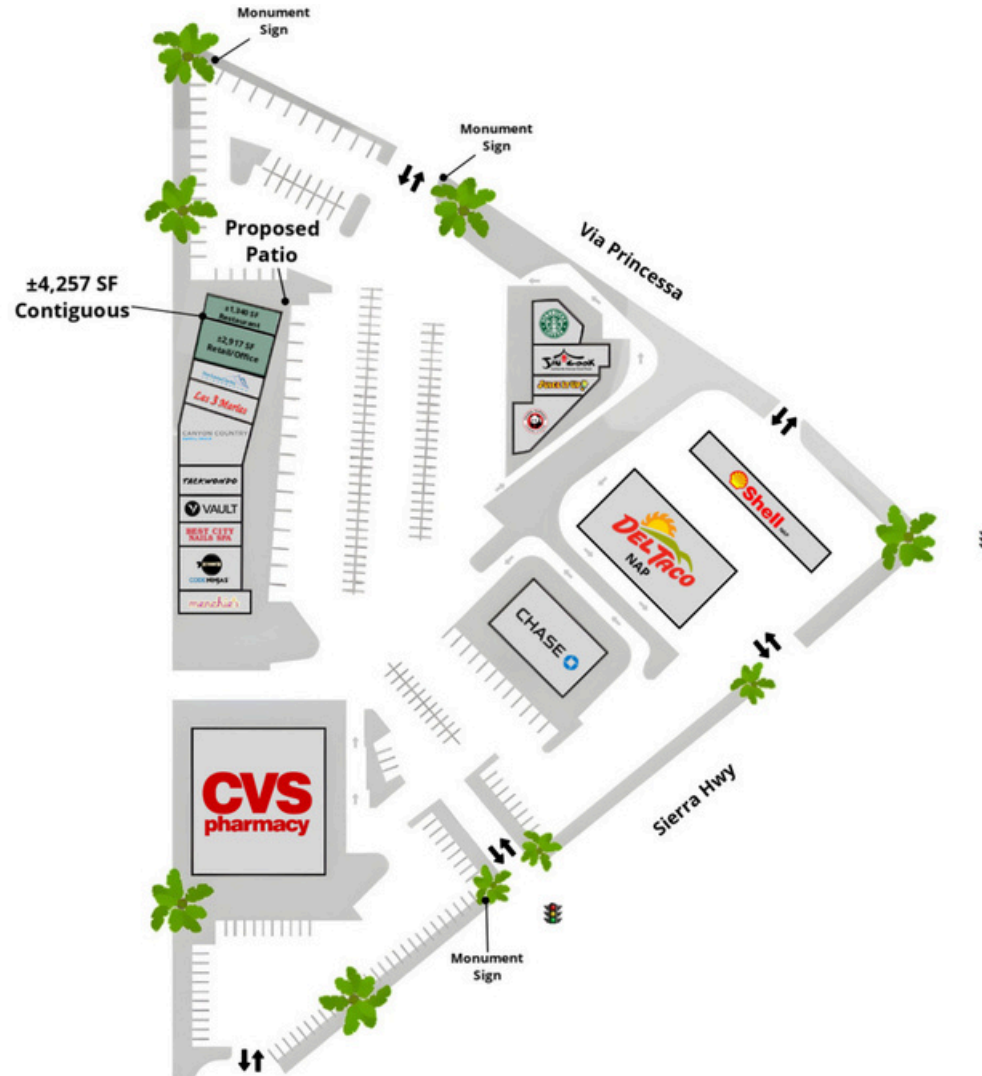 Monument
Sign
Monument
Sign
Via Princessa
Proposed
Patio
±4,257 SF
Contiguous
±1,340 SF
Restaurant
±2,917 SF
Retail/Office
Las 3 Marias
CANYON COUNTRY
TAEKWONDO
VAULT
BEST CITY
NAILS SPA
CODE NINJAS
menchie's
JIN COOK
Shell
DEL TACO
NAP
CHASE
CVS
pharmacy
Sierra Hwy
Monument
Sign